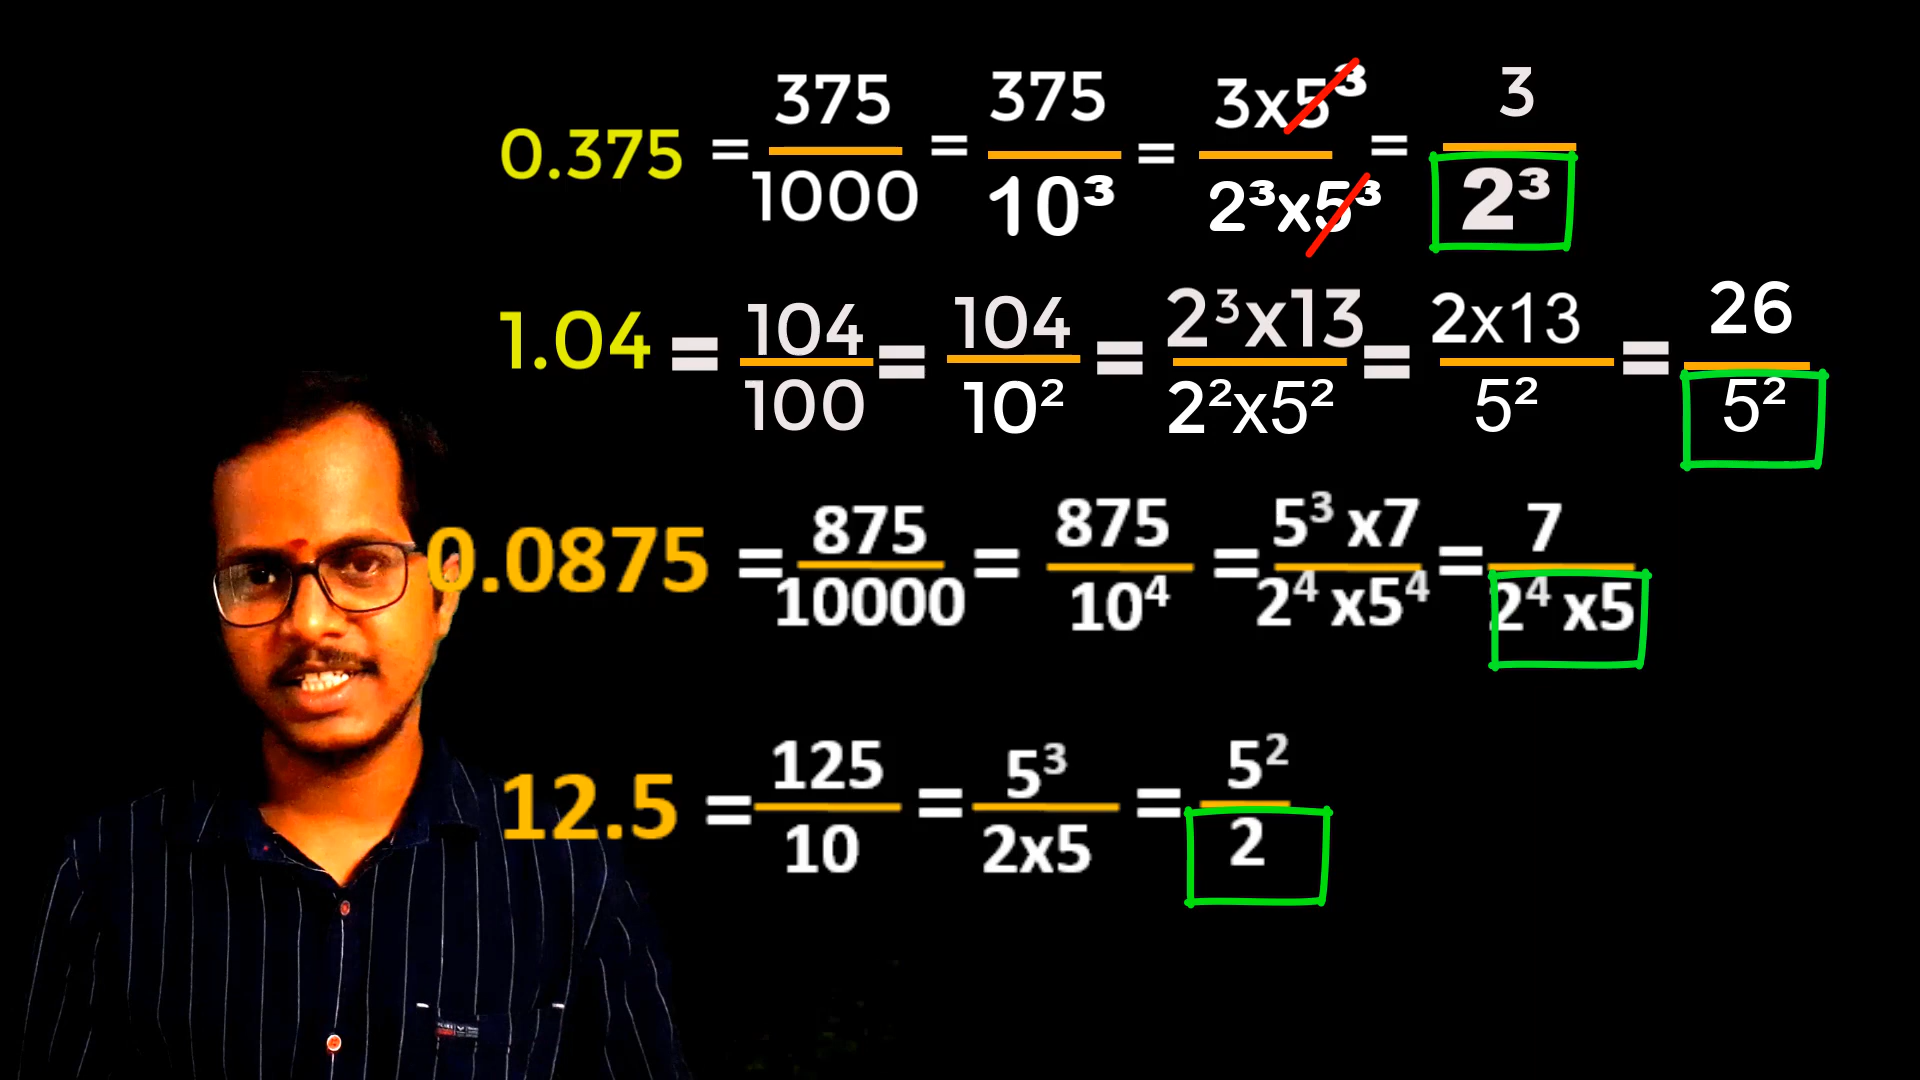 0.375 = 375/1000 = 375/10³ = 3x5³/2³x5³ = 3/2³
1.04 = 104/100 = 104/10² = 2³x13/2²x5² = 2x13/5² = 26/5²
0.0875 = 875/10000 = 875/10⁴ = 5³x7/2⁴x5⁴ = 7/2⁴x5
12.5 = 125/10 = 5³/2x5 = 5²/2